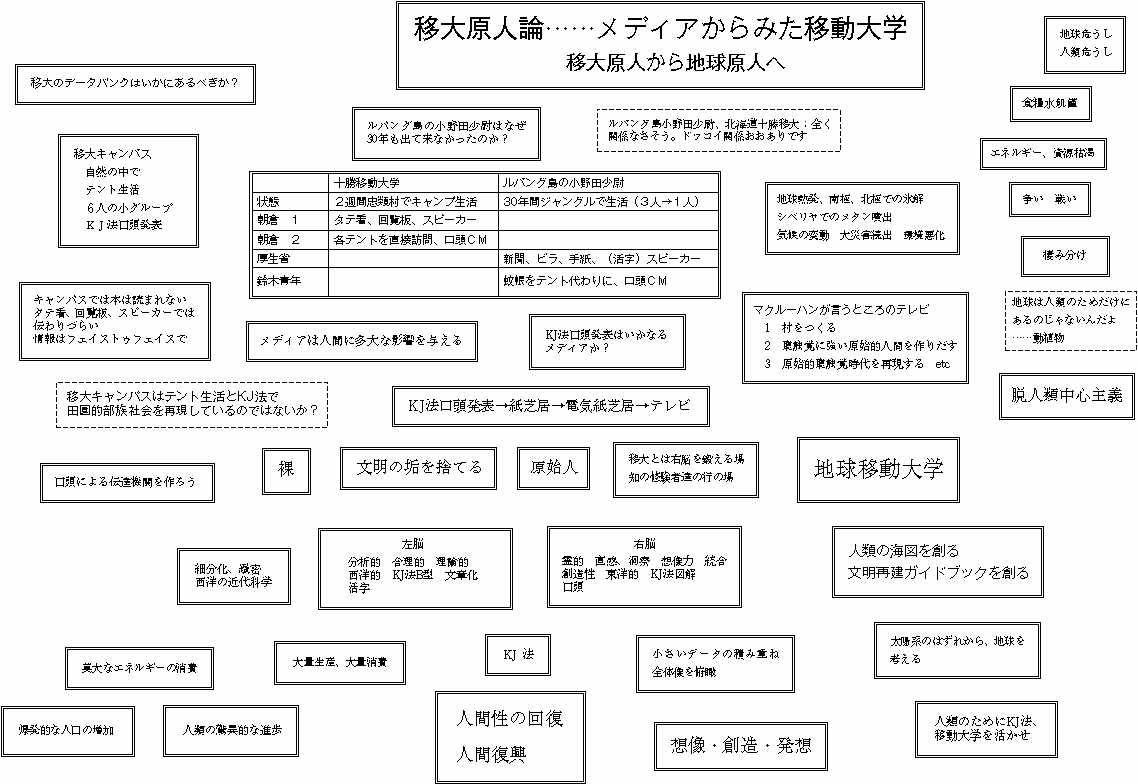 移大原人論……メディアからみた移動大学
移大原人から地球原人へ
地球危うし
人類危うし
移大のデータバンクはいかにあるべきか？
食糧水飢饉
ルバング島の小野田少尉はなぜ
30年も出て来なかったのか？
ルバング島小野田少尉、北海道十勝移大；全く
関係なさそう。ドッコイ関係おおありです
移大キャンパス
自然の中で
テント生活
６人の小グループ
ＫＪ法口頭発表
エネルギー、資源枯渇
十勝移動大学 ルバング島の小野田少尉
状態 ２週間忠類村でキャンプ生活 30年間ジャングルで生活（３人→１人）
朝倉　１ タテ看、回覧板、スピーカー
朝倉　２ 各テントを直接訪問、口頭ＣＭ
厚生省 新聞、ビラ、手紙、（活字）スピーカー
鈴木青年 蚊帳をテント代わりに、口頭ＣＭ
地球熱発、南極、北極での氷解
シベリヤでのメタン噴出
気候の変動　大災害続出　環境悪化
争い　戦い
棲み分け
キャンパスでは本は読まれない
タテ看、回覧板、スピーカーでは
伝わりづらい
情報はフェイストゥフェイスで
メディアは人間に多大な影響を与える
KJ法口頭発表はいかなる
メディアか？
マクルーハンが言うところのテレビ
1　村をつくる
2　聴触覚に強い原始的人間を作りだす
3　原始的聴触覚時代を再現する　etc
地球は人類のためだけに
あるのじゃないんだよ
……動植物
移大キャンパスはテント生活とKJ法で
田園的部族社会を再現しているのではないか？
KJ法口頭発表→紙芝居→電気紙芝居→テレビ
脱人類中心主義
口頭による伝達機関を作ろう
裸
文明の垢を捨てる
原始人
移大とは右脳を鍛える場
知の修験者達の行の場
地球移動大学
細分化、緻密
西洋の近代科学
左脳
分析的　合理的　理論的
西洋的　KJ法B型　文章化
活字
右脳
霊的　直感、洞察　想像力　統合
創造性　東洋的　KJ法図解
口頭
人類の海図を創る
文明再建ガイドブックを創る
莫大なエネルギーの消費
大量生産、大量消費
KJ 法
小さいデータの積み重ね
全体像を俯瞰
太陽系のはずれから、地球を
考える
爆発的な人口の増加
人類の驚異的な進歩
人間性の回復
人間復興
想像・創造・発想
人類のためにKJ法、
移動大学を活かせ